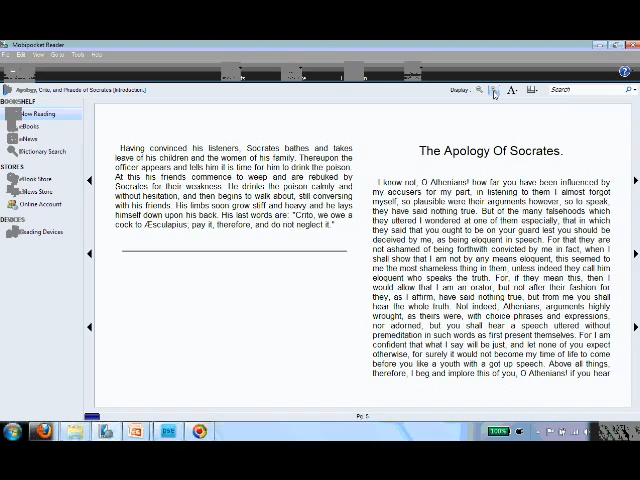 Mobipocket Reader
File Edit View Goto Tools Help
Apology, Crito, and Phaedo of Socrates [Introduction.]
Display :
A
Search
BOOKSHELF
Now Reading
eBooks
eNews
Dictionary Search
STORES
eBook Store
eNews Store
Online Account
DEVICES
Reading Devices
Having convinced his listeners, Socrates bathes and takes
leave of his children and the women of his family. Thereupon the
officer appears and tells him it is time for him to drink the poison.
At this his friends commence to weep and are rebuked by
Socrates for their weakness. He drinks the poison calmly and
without hesitation, and then begins to walk about, still conversing
with his friends. His limbs soon grow stiff and heavy and he lays
himself down upon his back. His last words are: "Crito, we owe a
cock to Æsculapius; pay it, therefore, and do not neglect it."
The Apology Of Socrates.
I know not, O Athenians! how far you have been influenced by
my accusers for my part, in listening to them I almost forgot
myself, so plausible were their arguments however, so to speak,
they have said nothing true. But of the many falsehoods which
they uttered I wondered at one of them especially, that in which
they said that you ought to be on your guard lest you should be
deceived by me, as being eloquent in speech. For that they are
not ashamed of being forthwith convicted by me in fact, when I
shall show that I am not by any means eloquent, this seemed to
me the most shameless thing in them, unless indeed they call him
eloquent who speaks the truth. For, if they mean this, then I
would allow that I am an orator, but not after their fashion for
they, as I affirm, have said nothing true, but from me you shall
hear the whole truth. Not indeed, Athenians, arguments highly
wrought, as theirs were, with choice phrases and expressions,
nor adorned, but you shall hear a speech uttered without
premeditation in such words as first present themselves. For I am
confident that what I say will be just, and let none of you expect
otherwise, for surely it would not become my time of life to come
before you like a youth with a got up speech. Above all things,
therefore, I beg and implore this of you, O Athenians! if you hear
Pg. 5
100%